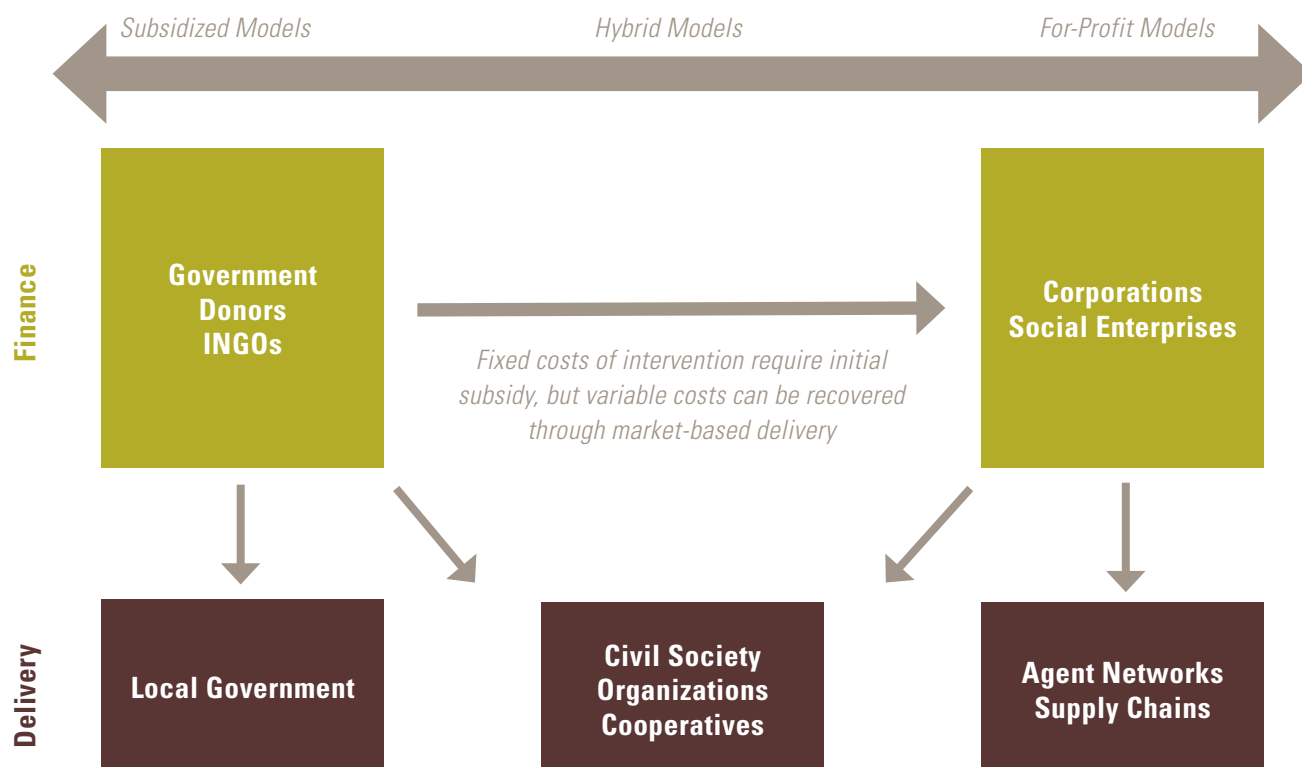 Subsidized Models
Hybrid Models
For-Profit Models
Finance
Government
Donors
INGOs
Fixed costs of intervention require initial
subsidy, but variable costs can be recovered
through market-based delivery
Corporations
Social Enterprises
Delivery
Local Government
Civil Society
Organizations
Cooperatives
Agent Networks
Supply Chains